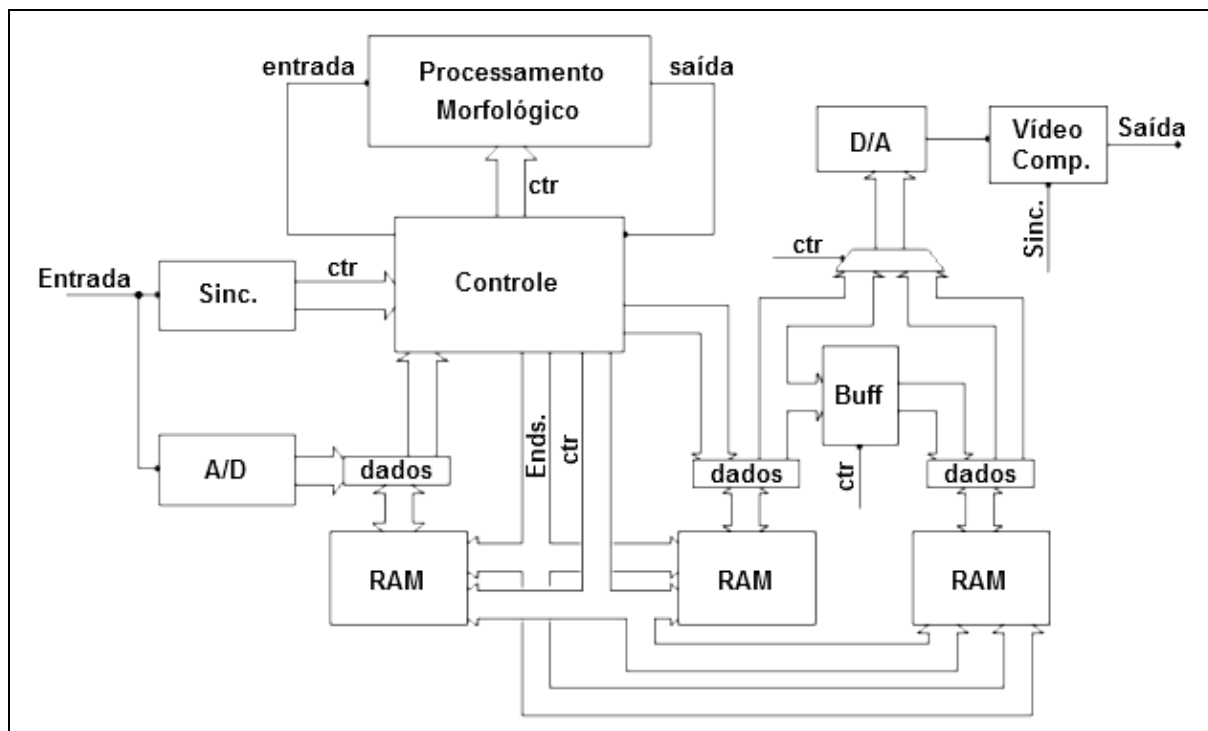 entrada
Processamento
Morfológico
saída
ctr
D/A
Vídeo
Comp.
Saída
Sinc.
ctr
Entrada
Sinc.
ctr
Controle
A/D
dados
Ends.
ctr
dados
Buff
ctr
dados
RAM
RAM
RAM